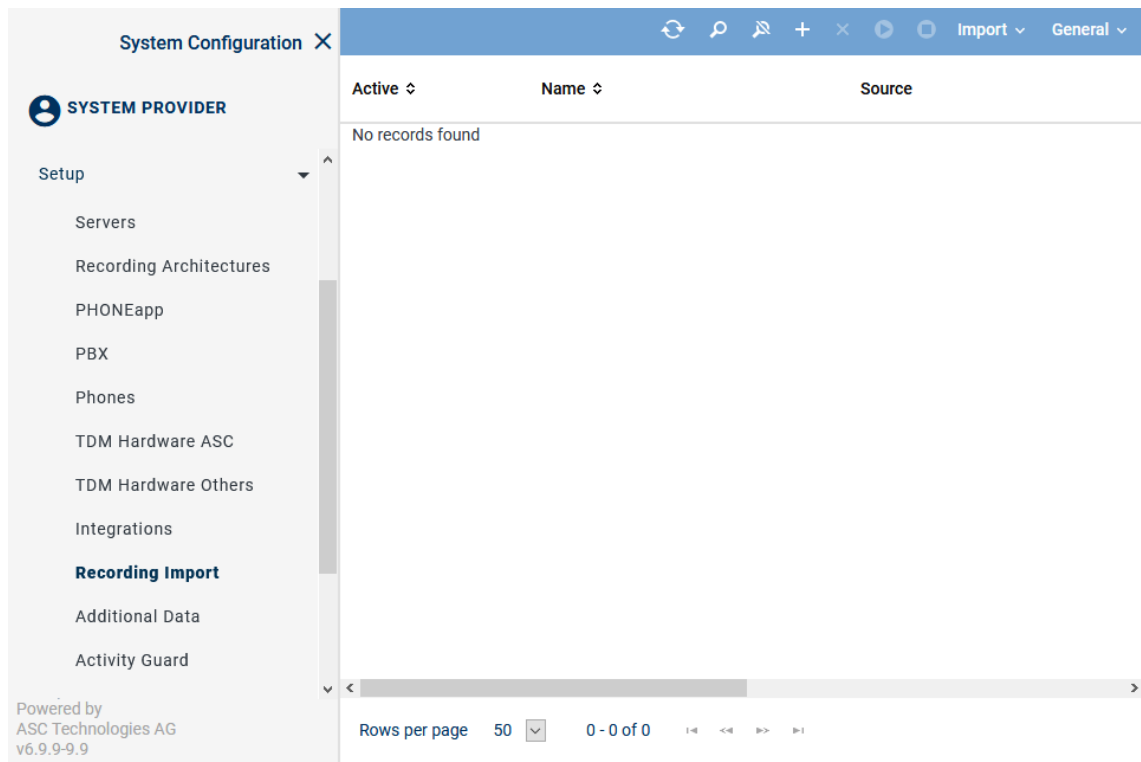 System Configuration
SYSTEM PROVIDER
Setup
Servers
Recording Architectures
PHONEapp
PBX
Phones
TDM Hardware ASC
TDM Hardware Others
Integrations
Recording Import
Additional Data
Activity Guard
Powered by
ASC Technologies AG
v6.9.9-9.9
Import General
Active Name Source
No records found
Rows per page 50 0 - 0 of 0